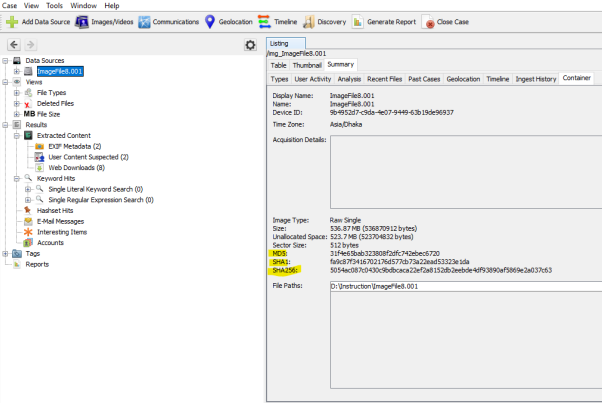 Case View Tools Window Help
Add Data Source Images/Videos Communications Geolocation Timeline Discovery Generate Report Close Case
Listing
/img_ImageFile8.001
Table Thumbnail Summary
Types User Activity Analysis Recent Files Past Cases Geolocation Timeline Ingest History Container
Data Sources
ImageFile8.001
Views
File Types
Deleted Files
MB File Size
Results
Extracted Content
EXIF Metadata (2)
User Content Suspected (2)
Web Downloads (8)
Keyword Hits
Single Literal Keyword Search (0)
Single Regular Expression Search (0)
Hashset Hits
E-Mail Messages
Interesting Items
Accounts
Tags
Reports
Display Name: ImageFile8.001
Name: ImageFile8.001
Device ID: 9b4952d7-c9da-4e07-9449-63b19de96937
Time Zone: Asia/Dhaka
Acquisition Details:
Image Type: Raw Single
Size: 536.87 MB (536870912 bytes)
Unallocated Space: 523.7 MB (523704832 bytes)
Sector Size: 512 bytes
MD5: 31f4e65bab323808f2dfc742ebec6720
SHA1: fa9c87f3416702176d577cb73a22ead53323e1da
SHA256: 5054ac087c0430c9bdbcaca22ef2a8152db2eebde4df93890af5869e2a037c63
File Paths: D:\Instruction\ImageFile8.001